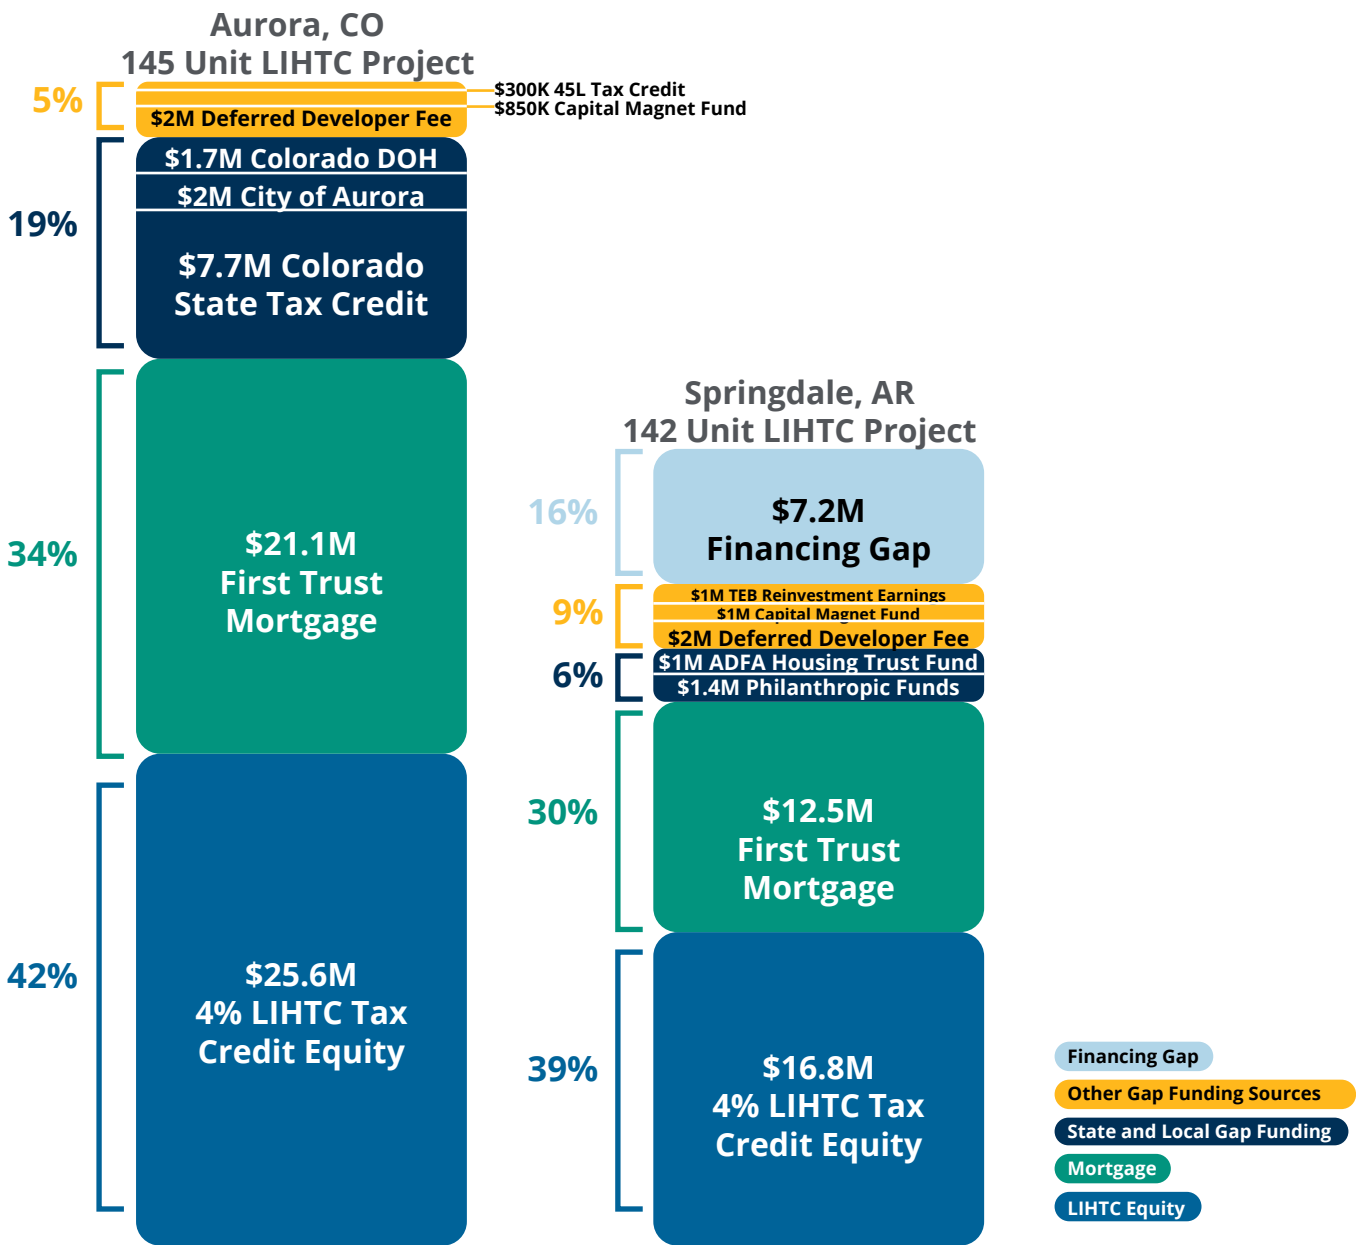 Aurora, CO
145 Unit LIHTC Project
5%
$300K 45L Tax Credit
$850K Capital Magnet Fund
$2M Deferred Developer Fee
19%
$1.7M Colorado DOH
$2M City of Aurora
$7.7M Colorado
State Tax Credit
34%
$21.1M
First Trust
Mortgage
42%
$25.6M
4% LIHTC Tax
Credit Equity
Springdale, AR
142 Unit LIHTC Project
16%
$7.2M
Financing Gap
9%
$1M TEB Reinvestment Earnings
$1M Capital Magnet Fund
$2M Deferred Developer Fee
6%
$1M ADFA Housing Trust Fund
$1.4M Philanthropic Funds
30%
$12.5M
First Trust
Mortgage
39%
$16.8M
4% LIHTC Tax
Credit Equity
Financing Gap
Other Gap Funding Sources
State and Local Gap Funding
Mortgage
LIHTC Equity